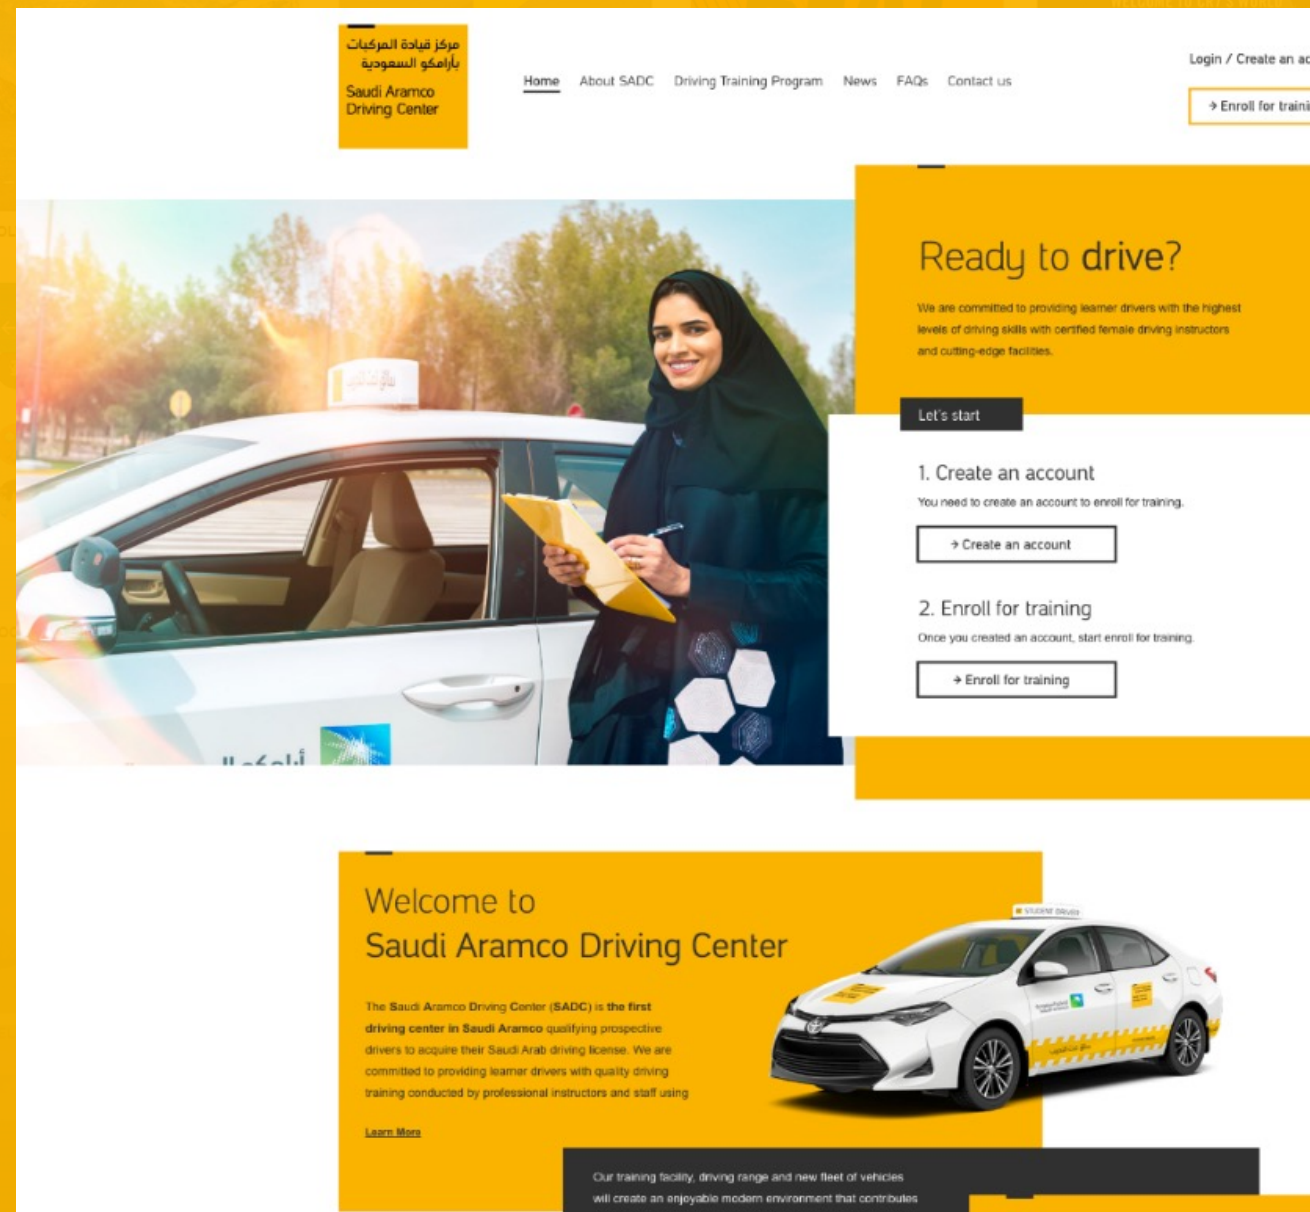 WELCOME TO
مركز قيادة المركبات
بأرامكو السعودية
Saudi Aramco
Driving Center
Home About SADC Driving Training Program News FAQs Contact us
Login / Create an ac
→ Enroll for traini
Ready to drive?
We are committed to providing learner drivers with the highest
levels of driving skills with certified female driving instructors
and cutting-edge facilities.
Let's start
1. Create an account
You need to create an account to enroll for training.
→ Create an account
2. Enroll for training
Once you created an account, start enroll for training.
→ Enroll for training
Welcome to
Saudi Aramco Driving Center
STUDENT DRIVER
The Saudi Aramco Driving Center (SADC) is the first
driving center in Saudi Aramco qualifying prospective
drivers to acquire their Saudi Arab driving license. We are
committed to providing learner drivers with quality driving
training conducted by professional instructors and staff using
Learn More
Our training facility, driving range and new fleet of vehicles
will create an enjoyable modern environment that contributes